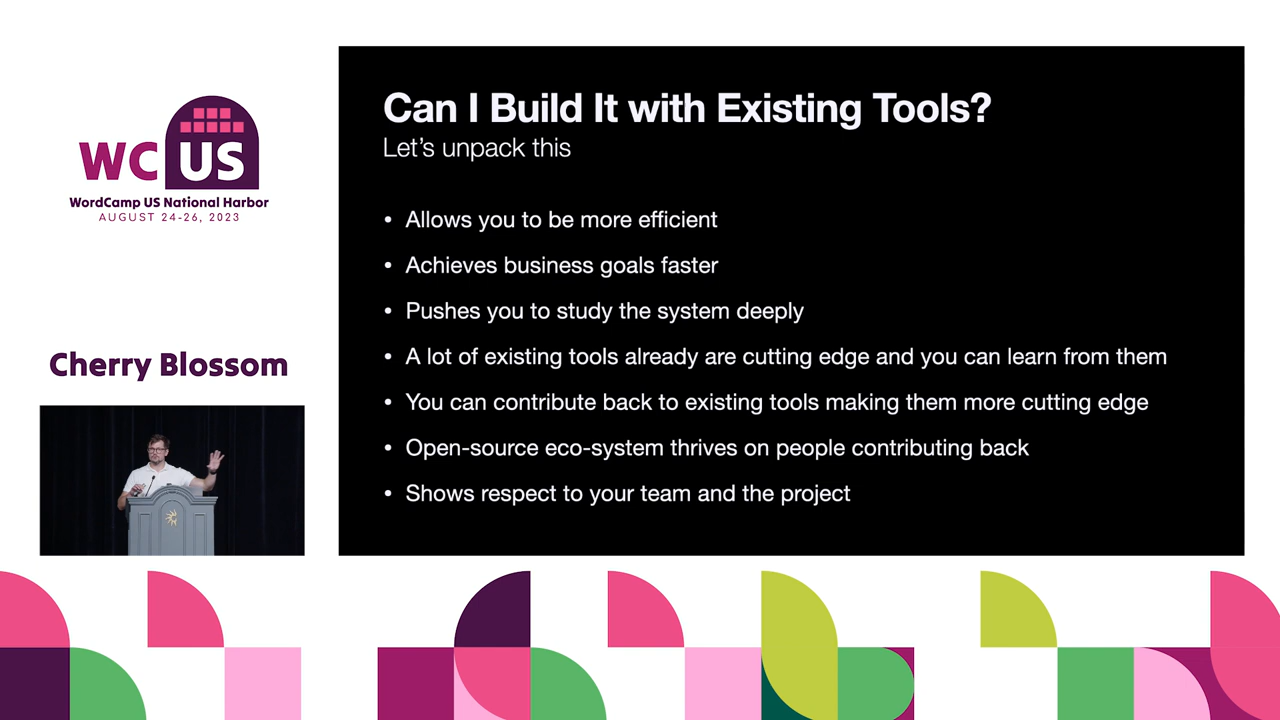 WC US
WordCamp US National Harbor
AUGUST 24-26, 2023
Cherry Blossom
Can I Build It with Existing Tools?
Let's unpack this
• Allows you to be more efficient
• Achieves business goals faster
• Pushes you to study the system deeply
• A lot of existing tools already are cutting edge and you can learn from them
• You can contribute back to existing tools making them more cutting edge
• Open-source eco-system thrives on people contributing back
• Shows respect to your team and the project